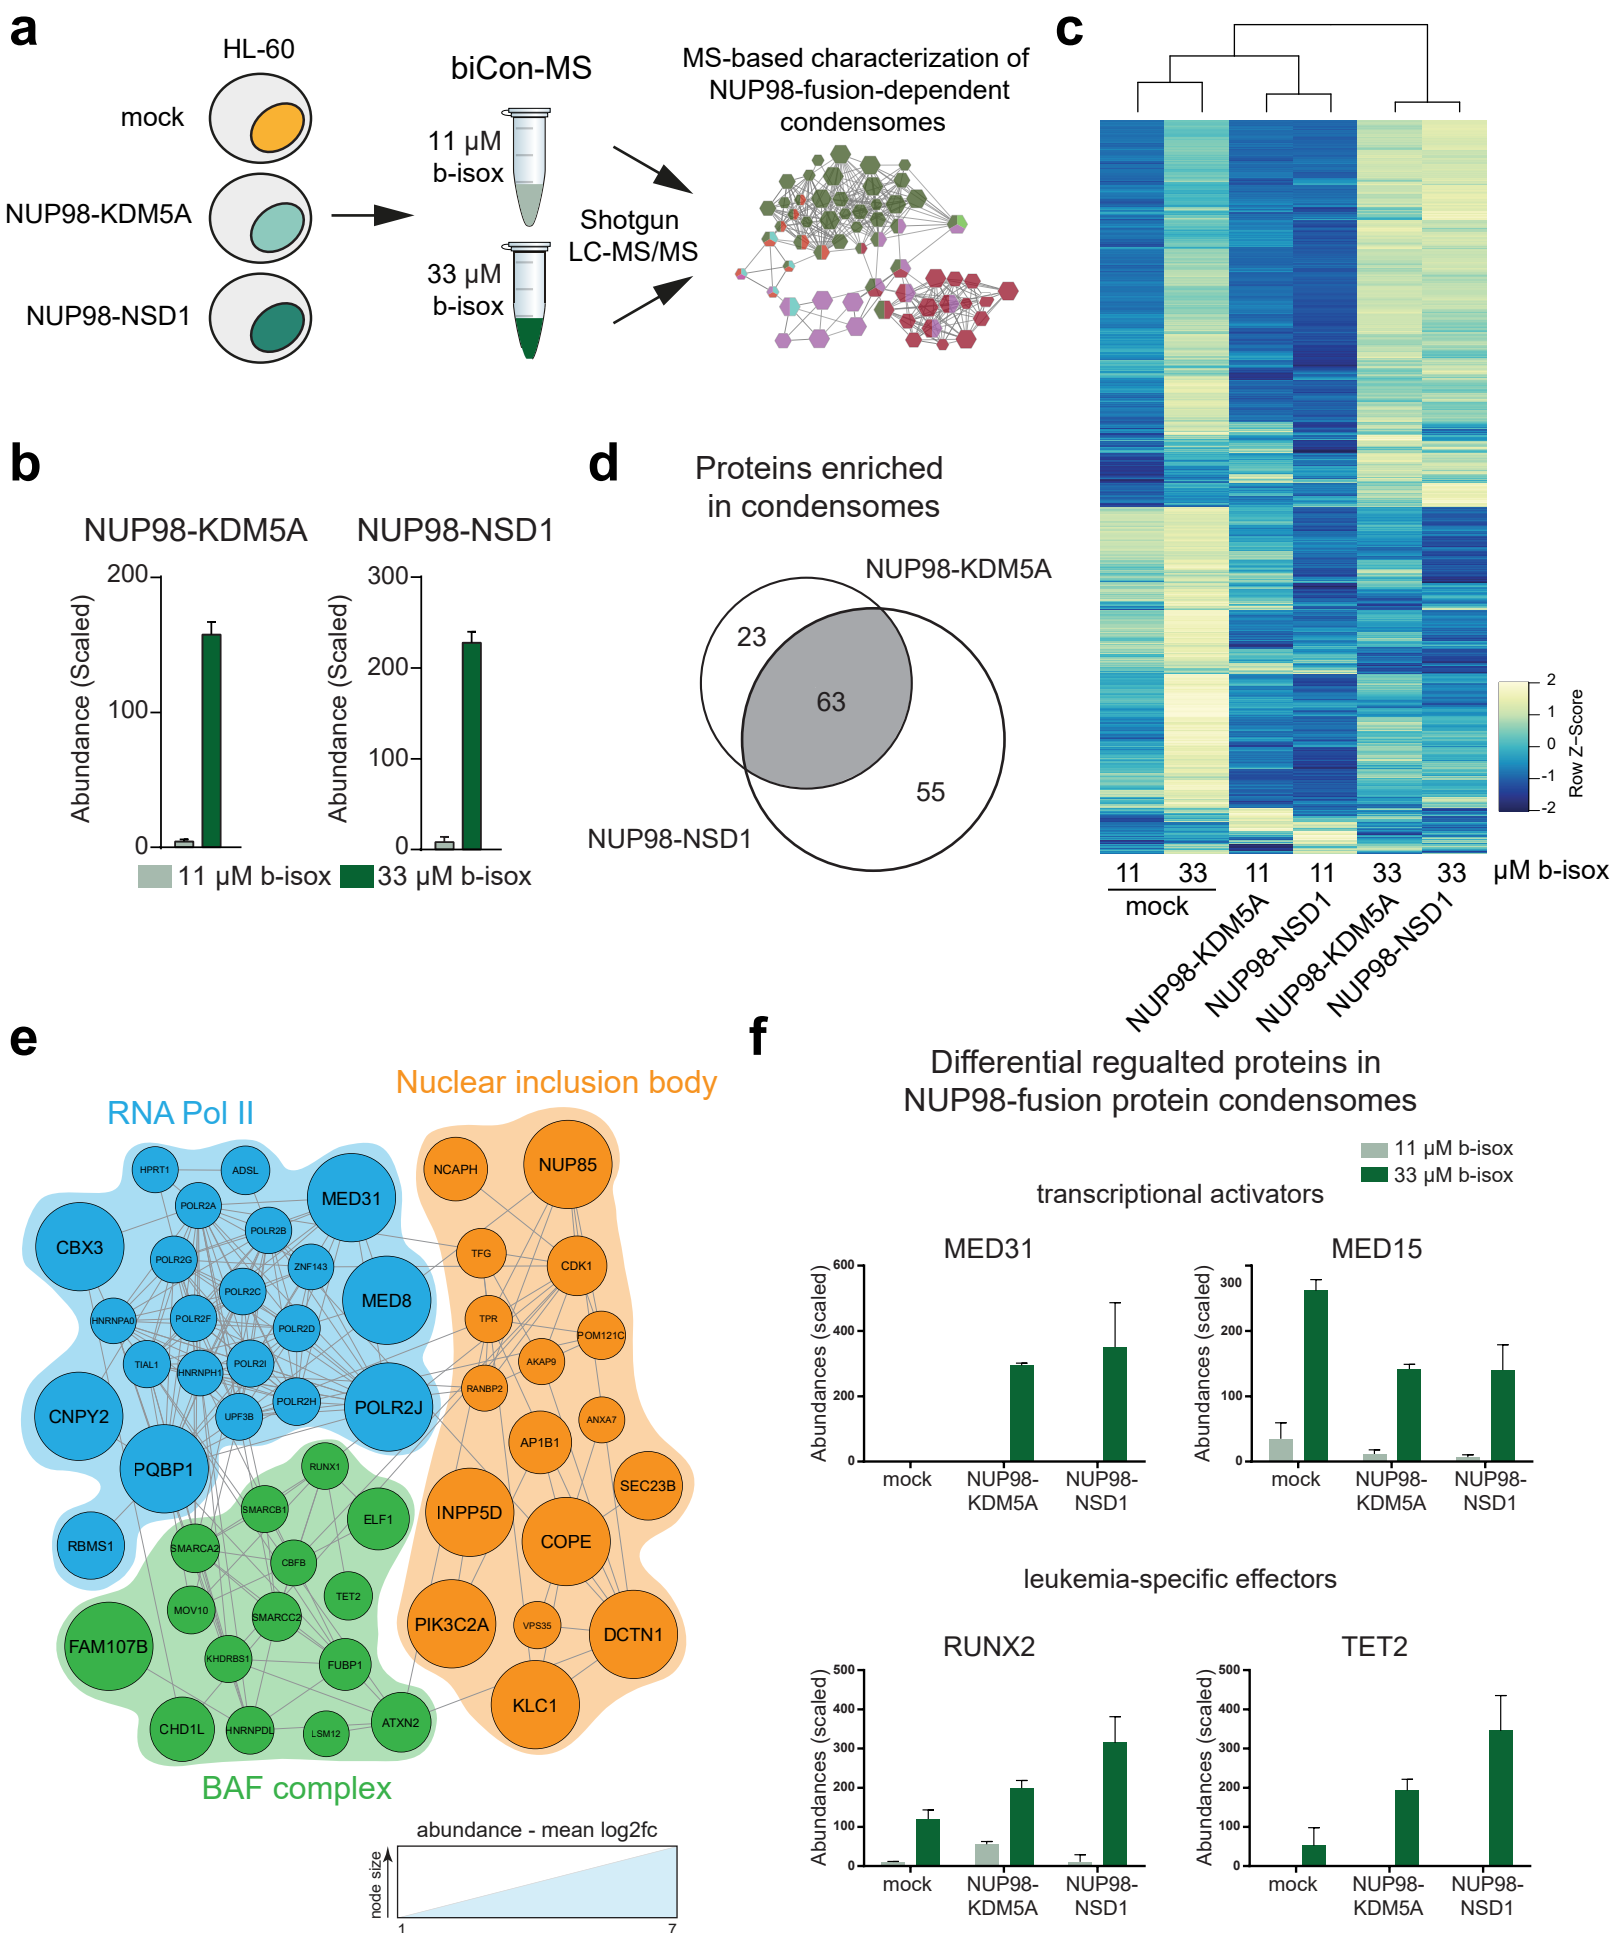 a
HL-60
mock
NUP98-KDM5A
NUP98-NSD1
biCon-MS
11 µM
b-isox
33 µM
b-isox
Shotgun
LC-MS/MS
MS-based characterization of
NUP98-fusion-dependent
condensomes
b
NUP98-KDM5A
Abundance (Scaled)
200
100
0
NUP98-NSD1
Abundance (Scaled)
300
200
100
0
11 µM b-isox
33 µM b-isox
c
2
1
0
-1
-2
Row Z−Score
11
33
11
11
33
33
µM b-isox
mock
NUP98-KDM5A
NUP98-NSD1
NUP98-KDM5A
NUP98-NSD1
d
Proteins enriched
in condensomes
NUP98-KDM5A
23
63
55
NUP98-NSD1
e
RNA Pol II
Nuclear inclusion body
HPRT1
ADSL
MED31
POLR2A
POLR2B
CBX3
POLR2G
ZNF143
POLR2C
MED8
HNRNPA0
POLR2F
POLR2D
TIAL1
HNRNPH1
POLR2I
POLR2H
POLR2J
CNPY2
UPF3B
PQBP1
RBMS1
NCAPH
NUP85
TFG
CDK1
TPR
POM121C
AKAP9
RANBP2
ANXA7
AP1B1
SEC23B
INPP5D
COPE
PIK3C2A
VPS35
DCTN1
KLC1
RUNX1
SMARCB1
ELF1
SMARCA2
CBFB
TET2
MOV10
SMARCC2
FAM107B
KHDRBS1
FUBP1
CHD1L
HNRNPDL
LSM12
ATXN2
BAF complex
abundance - mean log2fc
node size
1
7
f
Differential regualted proteins in
NUP98-fusion protein condensomes
11 µM b-isox
33 µM b-isox
transcriptional activators
MED31
Abundances (scaled)
600
400
200
0
mock
NUP98-
KDM5A
NUP98-
NSD1
MED15
Abundances (scaled)
300
200
100
0
mock
NUP98-
KDM5A
NUP98-
NSD1
leukemia-specific effectors
RUNX2
Abundances (scaled)
500
400
300
200
100
0
mock
NUP98-
KDM5A
NUP98-
NSD1
TET2
Abundances (scaled)
500
400
300
200
100
0
mock
NUP98-
KDM5A
NUP98-
NSD1